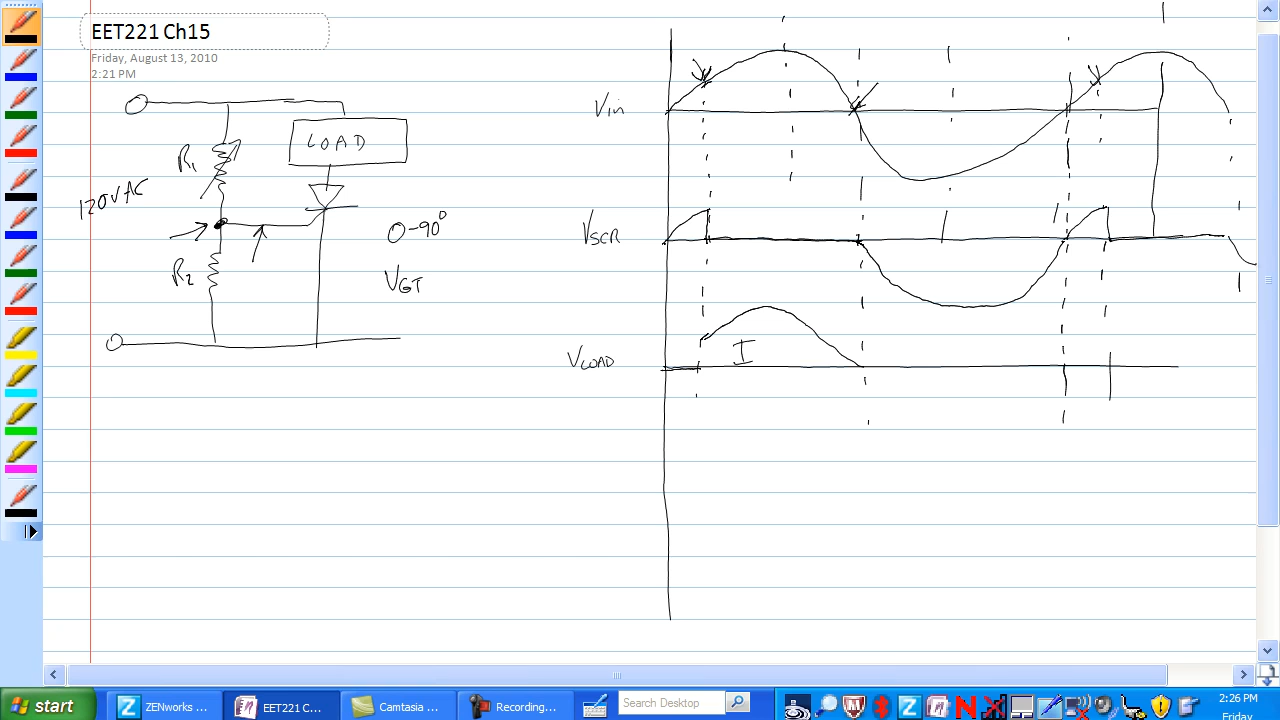 EET221 Ch15
Friday, August 13, 2010
2:21 PM
LOAD
R1
120VAC
R2
0-90°
VGT
Vin
VSCR
VLOAD
I
start
ZENworks ...
EET221 C...
Camtasia ...
Recording...
Search Desktop
2:26 PM
Friday